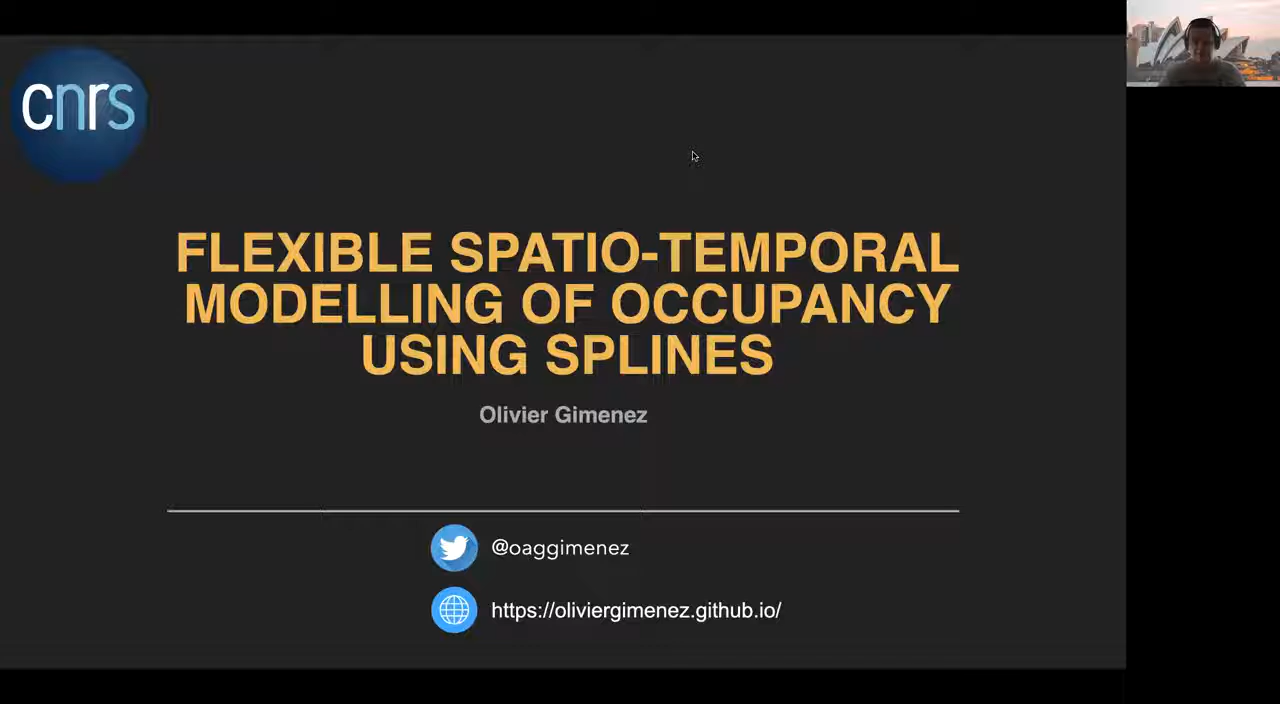 cnrs
FLEXIBLE SPATIO-TEMPORAL
MODELLING OF OCCUPANCY
USING SPLINES
Olivier Gimenez
@oaggimenez
https://oliviergimenez.github.io/